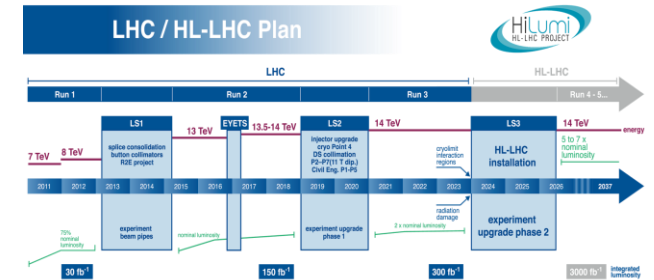 LHC / HL-LHC Plan
HiLumi
HL-LHC PROJECT
LHC
HL-LHC
Run 1
Run 2
Run 3
Run 4 - 5...
LS1
EYETS
LS2
LS3
7 TeV
8 TeV
13 TeV
13.5-14 TeV
14 TeV
14 TeV
energy
splice consolidation
button collimators
R2E project
injector upgrade
cryo Point 4
DS collimation
P2-P7(11 T dip.)
Civil Eng. P1-P5
cryolimit
interaction
regions
HL-LHC
installation
5 to 7 x
nominal
luminosity
2011 2012 2013 2014 2015 2016 2017 2018 2019 2020 2021 2022 2023 2024 2025 2026 2037
75%
nominal
luminosity
experiment
beam pipes
nominal luminosity
experiment upgrade
phase 1
2 x nominal luminosity
radiation
damage
experiment
upgrade phase 2
30 fb-1
150 fb-1
300 fb-1
3000 fb-1
integrated
luminosity